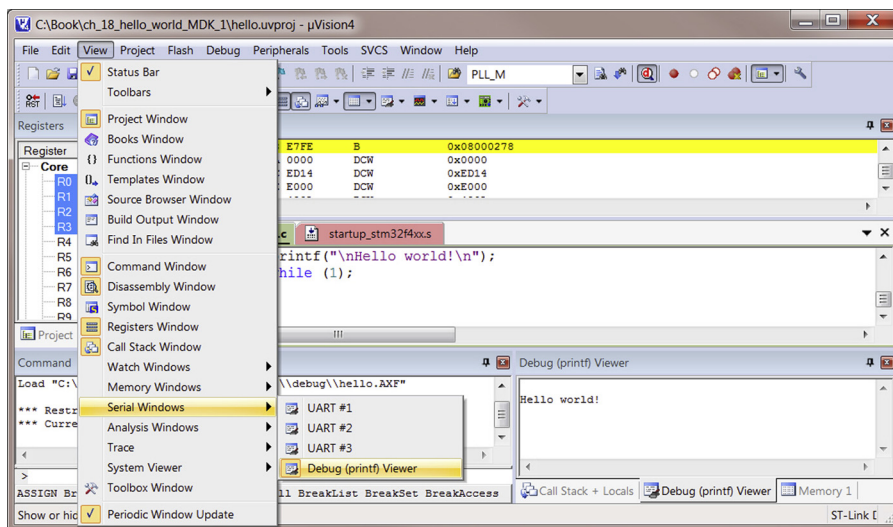 C:\Book\ch_18_hello_world_MDK_1\hello.uvproj - µVision4
File Edit View Project Flash Debug Peripherals Tools SVCS Window Help
PLL_M
RST
Status Bar
Toolbars
Project Window
Books Window
Functions Window
Templates Window
Source Browser Window
Build Output Window
Find In Files Window
Command Window
Disassembly Window
Symbol Window
Registers Window
Call Stack Window
Watch Windows
Memory Windows
Serial Windows
Analysis Windows
Trace
System Viewer
Toolbox Window
Periodic Window Update
UART #1
UART #2
UART #3
Debug (printf) Viewer
Registers
Register
Core
R0
R1
R2
R3
R4
R5
R6
R7
R8
R9
Project
E7FE B 0x08000278
0000 DCW 0x0000
ED14 DCW 0xED14
E000 DCW 0xE000
.c startup_stm32f4xx.s
rintf("\nHello world!\n");
hile (1);
Command
Load "C:\ \\debug\\hello.AXF"
*** Restr
*** Curre
>
ASSIGN Br ll BreakList BreakSet BreakAccess
Debug (printf) Viewer
Hello world!
Call Stack + Locals Debug (printf) Viewer Memory 1
Show or hid ST-Link